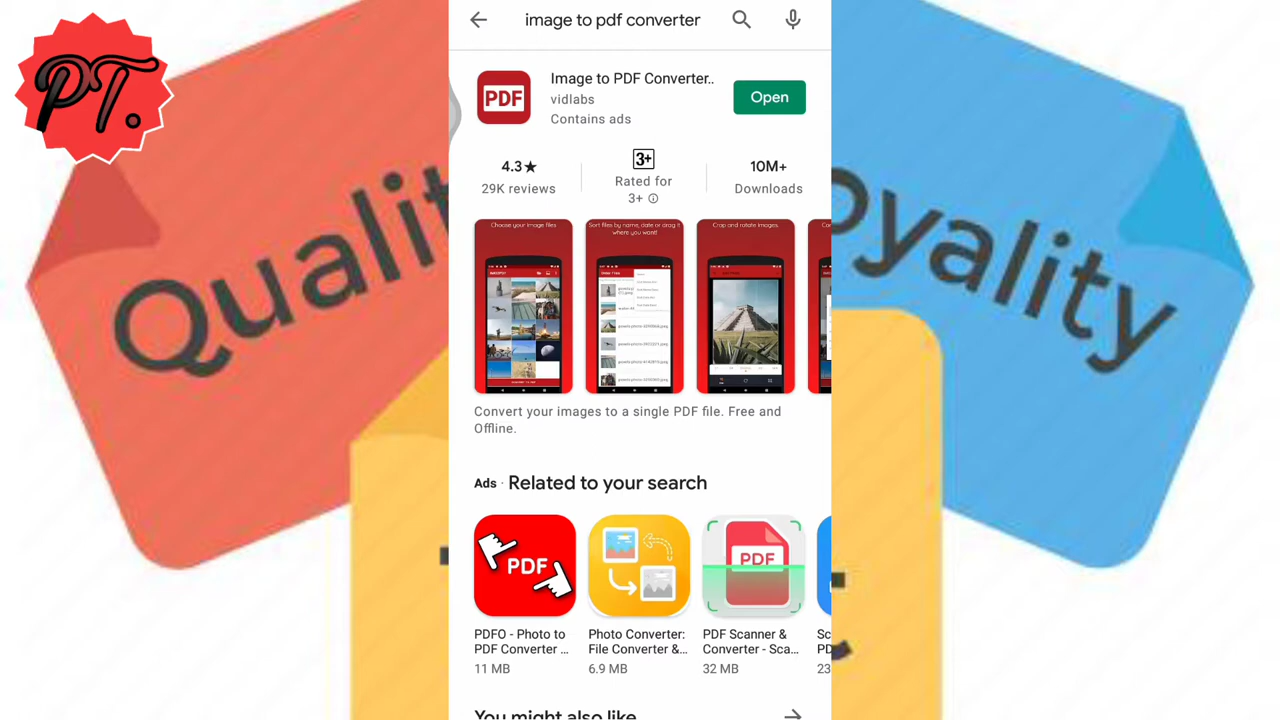 PT.
Qualit
oyality
image to pdf converter
PDF
Image to PDF Converter..
vidlabs
Contains ads
Open
4.3★
29K reviews
3+
Rated for
3+
10M+
Downloads
Choose your image files
Sort files by name, date or drag it
where you want!
Crop and rotate images.
Convert your images to a single PDF file. Free and
Offline.
Ads · Related to your search
PDF
PDF
PDFO - Photo to
PDF Converter ...
11 MB
Photo Converter:
File Converter &...
6.9 MB
PDF Scanner &
Converter - Sca...
32 MB
Sc
PD
23
You might also like